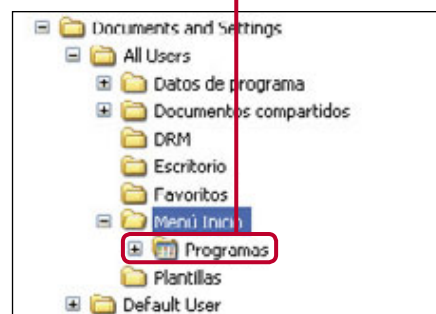 Documents and Settings
All Users
Datos de programa
Documentos compartidos
DRM
Escritorio
Favoritos
Menú Inicio
Programas
Plantillas
Default User